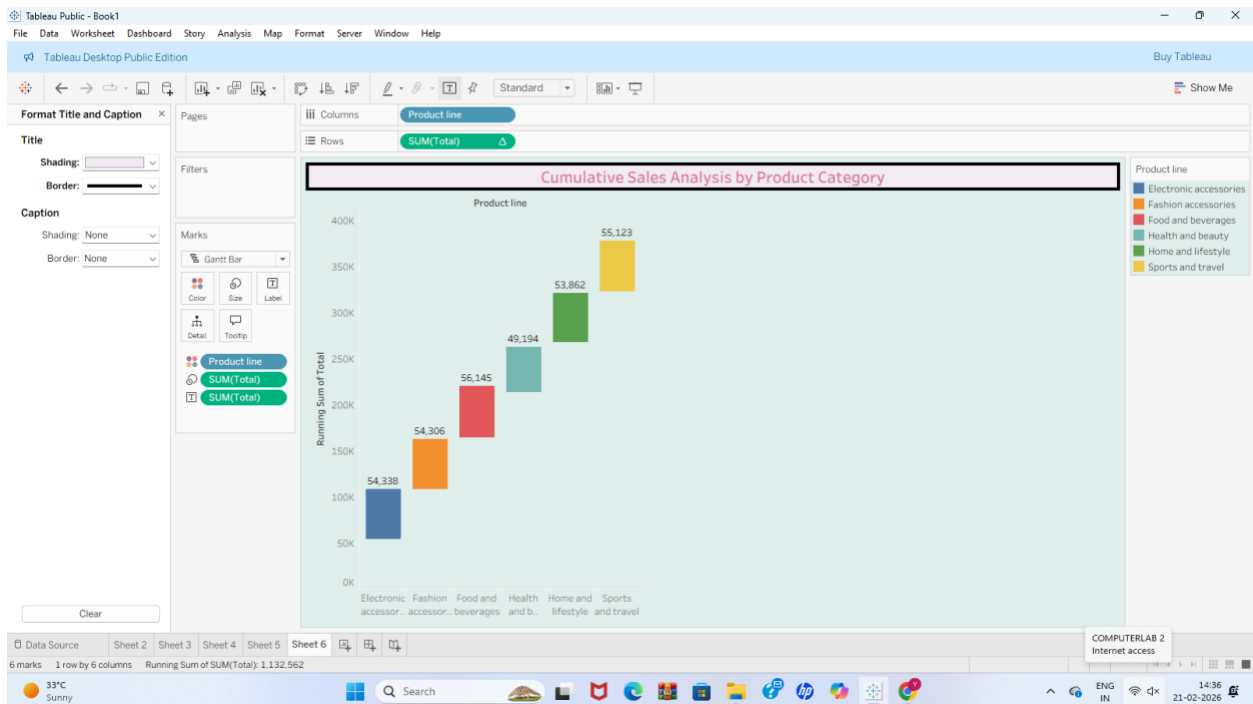 Tableau Public - Book1
File Data Worksheet Dashboard Story Analysis Map Format Server Window Help
Tableau Desktop Public Edition
Buy Tableau
Standard
Show Me
Format Title and Caption ×
Title
Shading:
Border:
Caption
Shading: None
Border: None
Clear
Pages
Filters
Marks
Gantt Bar
Color Size Label
Detail Tooltip
Product line
SUM(Total)
SUM(Total)
Columns Product line
Rows SUM(Total) Δ
Cumulative Sales Analysis by Product Category
Product line
Running Sum of Total
400K
350K
300K
250K
200K
150K
100K
50K
0K
54,338
54,306
56,145
49,194
53,862
55,123
Electronic accessor..
Fashion accessor..
Food and beverages
Health and b..
Home and lifestyle
Sports and travel
Product line
Electronic accessories
Fashion accessories
Food and beverages
Health and beauty
Home and lifestyle
Sports and travel
Data Source Sheet 2 Sheet 3 Sheet 4 Sheet 5 Sheet 6
6 marks 1 row by 6 columns Running Sum of SUM(Total): 1,132,562
COMPUTERLAB 2
Internet access
33°C
Sunny
Search
ENG
IN
14:36
21-02-2026